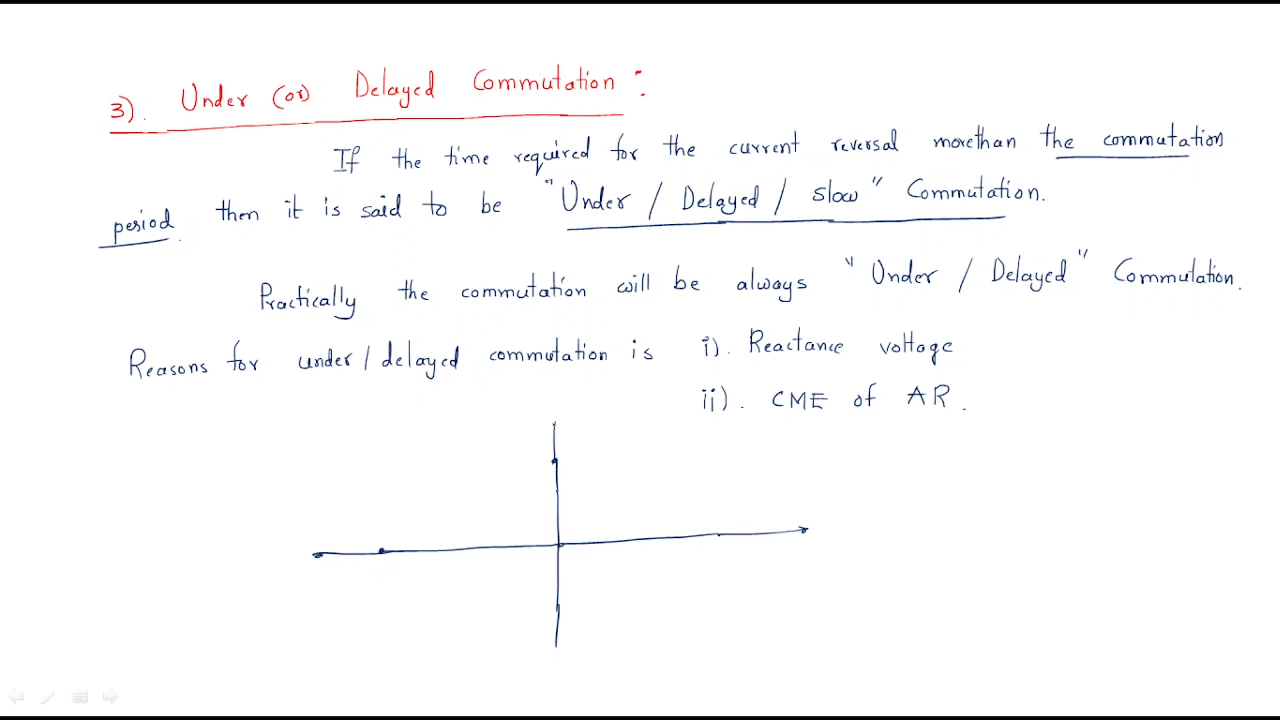 3). Under (or) Delayed Commutation :
If the time required for the current reversal morethan the commutation
period then it is said to be "Under / Delayed / slow" Commutation.
Practically the commutation will be always "Under / Delayed" Commutation.
Reasons for under/delayed commutation is i). Reactance voltage
ii). CME of AR.